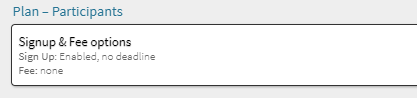 Plan – Participants
Signup & Fee options
Sign Up: Enabled, no deadline
Fee: none